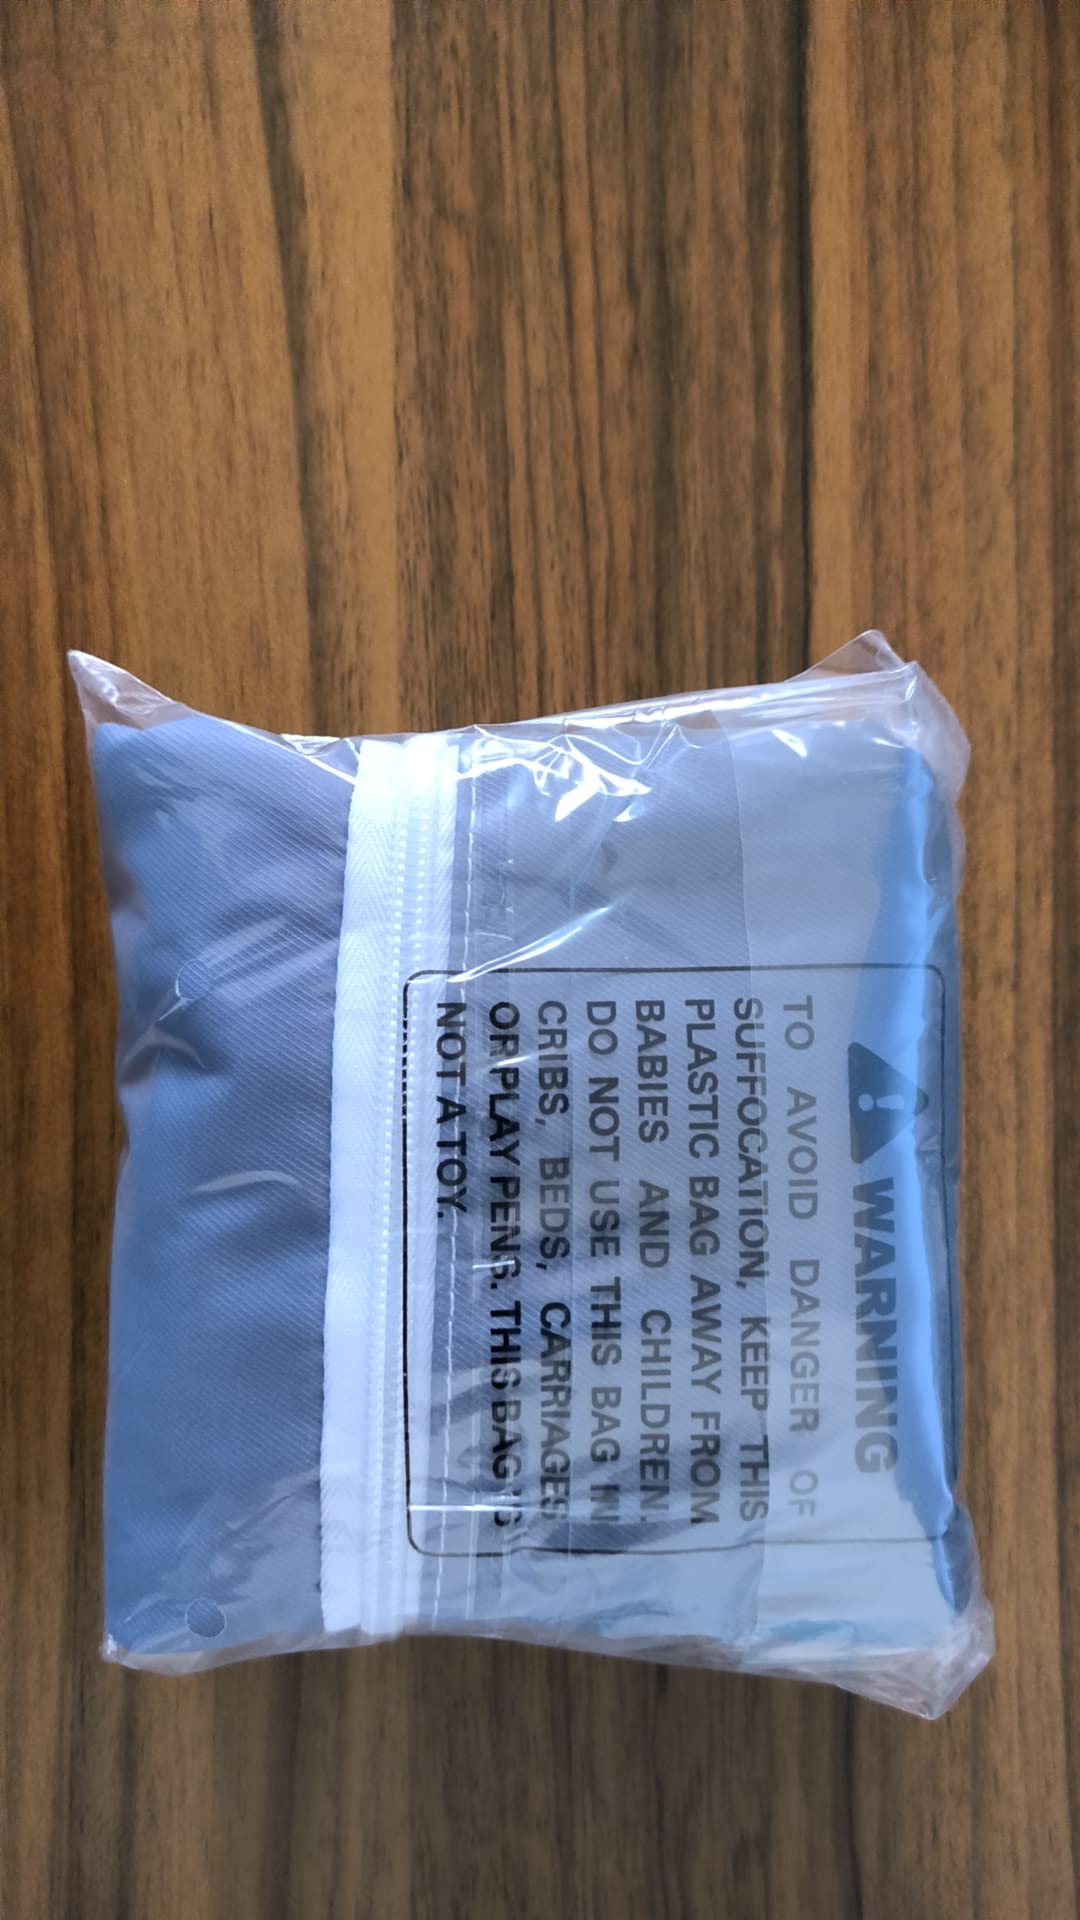 WARNING
TO AVOID DANGER OF
SUFFOCATION, KEEP THIS
PLASTIC BAG AWAY FROM
BABIES AND CHILDREN.
DO NOT USE THIS BAG IN
CRIBS, BEDS, CARRIAGES
OR PLAY PENS. THIS BAG IS
NOT A TOY.